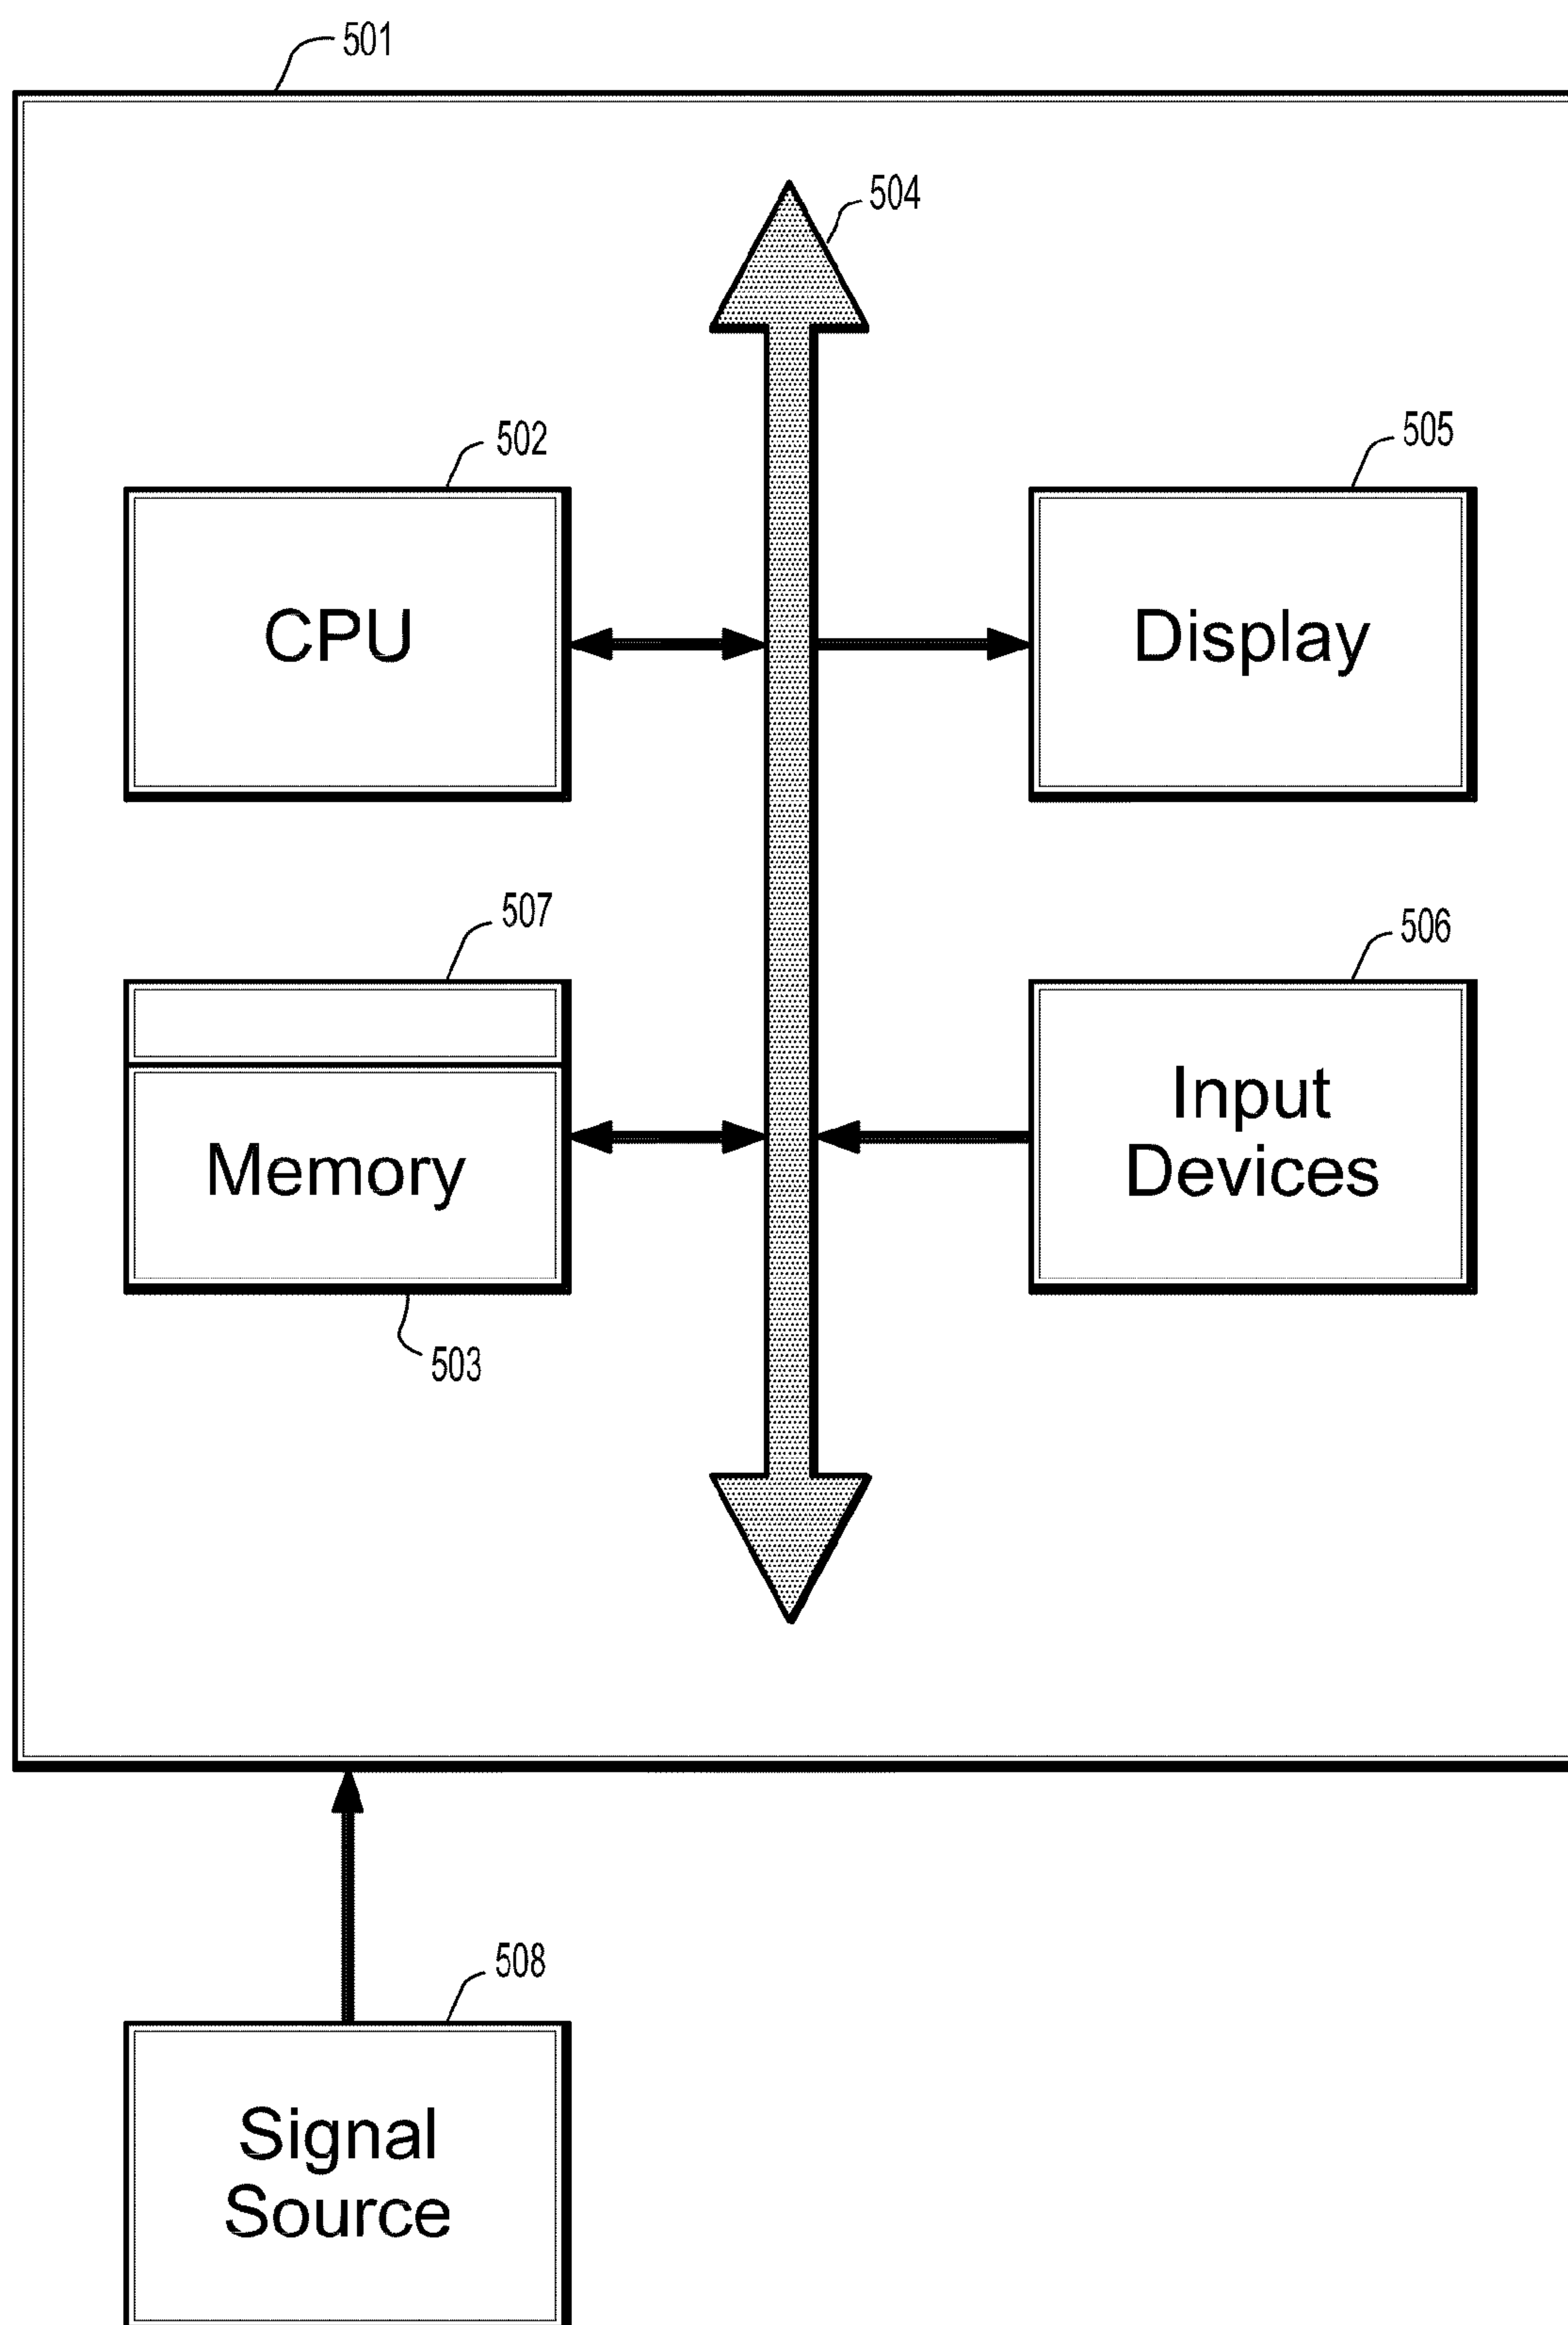 501
504
502
505
CPU
Display
507
506
Input
Devices
Memory
503
508
Signal
Source